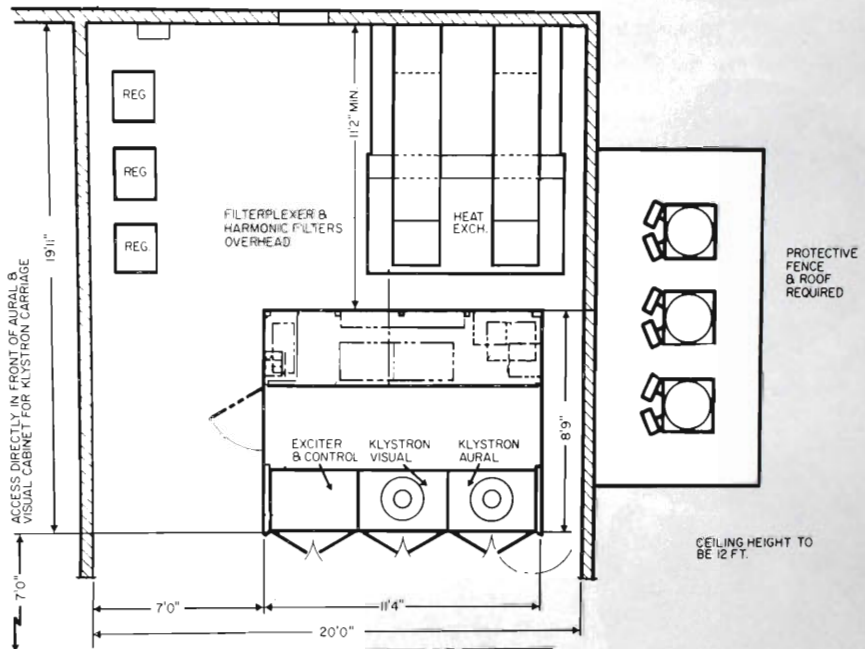 REG
REG
REG.
19'11"
11'2" MIN.
FILTERPLEXER &
HARMONIC FILTERS
OVERHEAD
HEAT
EXCH.
PROTECTIVE
FENCE
& ROOF
REQUIRED
ACCESS DIRECTLY IN FRONT OF AURAL &
VISUAL CABINET FOR KLYSTRON CARRIAGE
EXCITER
& CONTROL
KLYSTRON
VISUAL
KLYSTRON
AURAL
8'9"
CEILING HEIGHT TO
BE 12 FT.
7'0"
7'0"
11'4"
20'0"